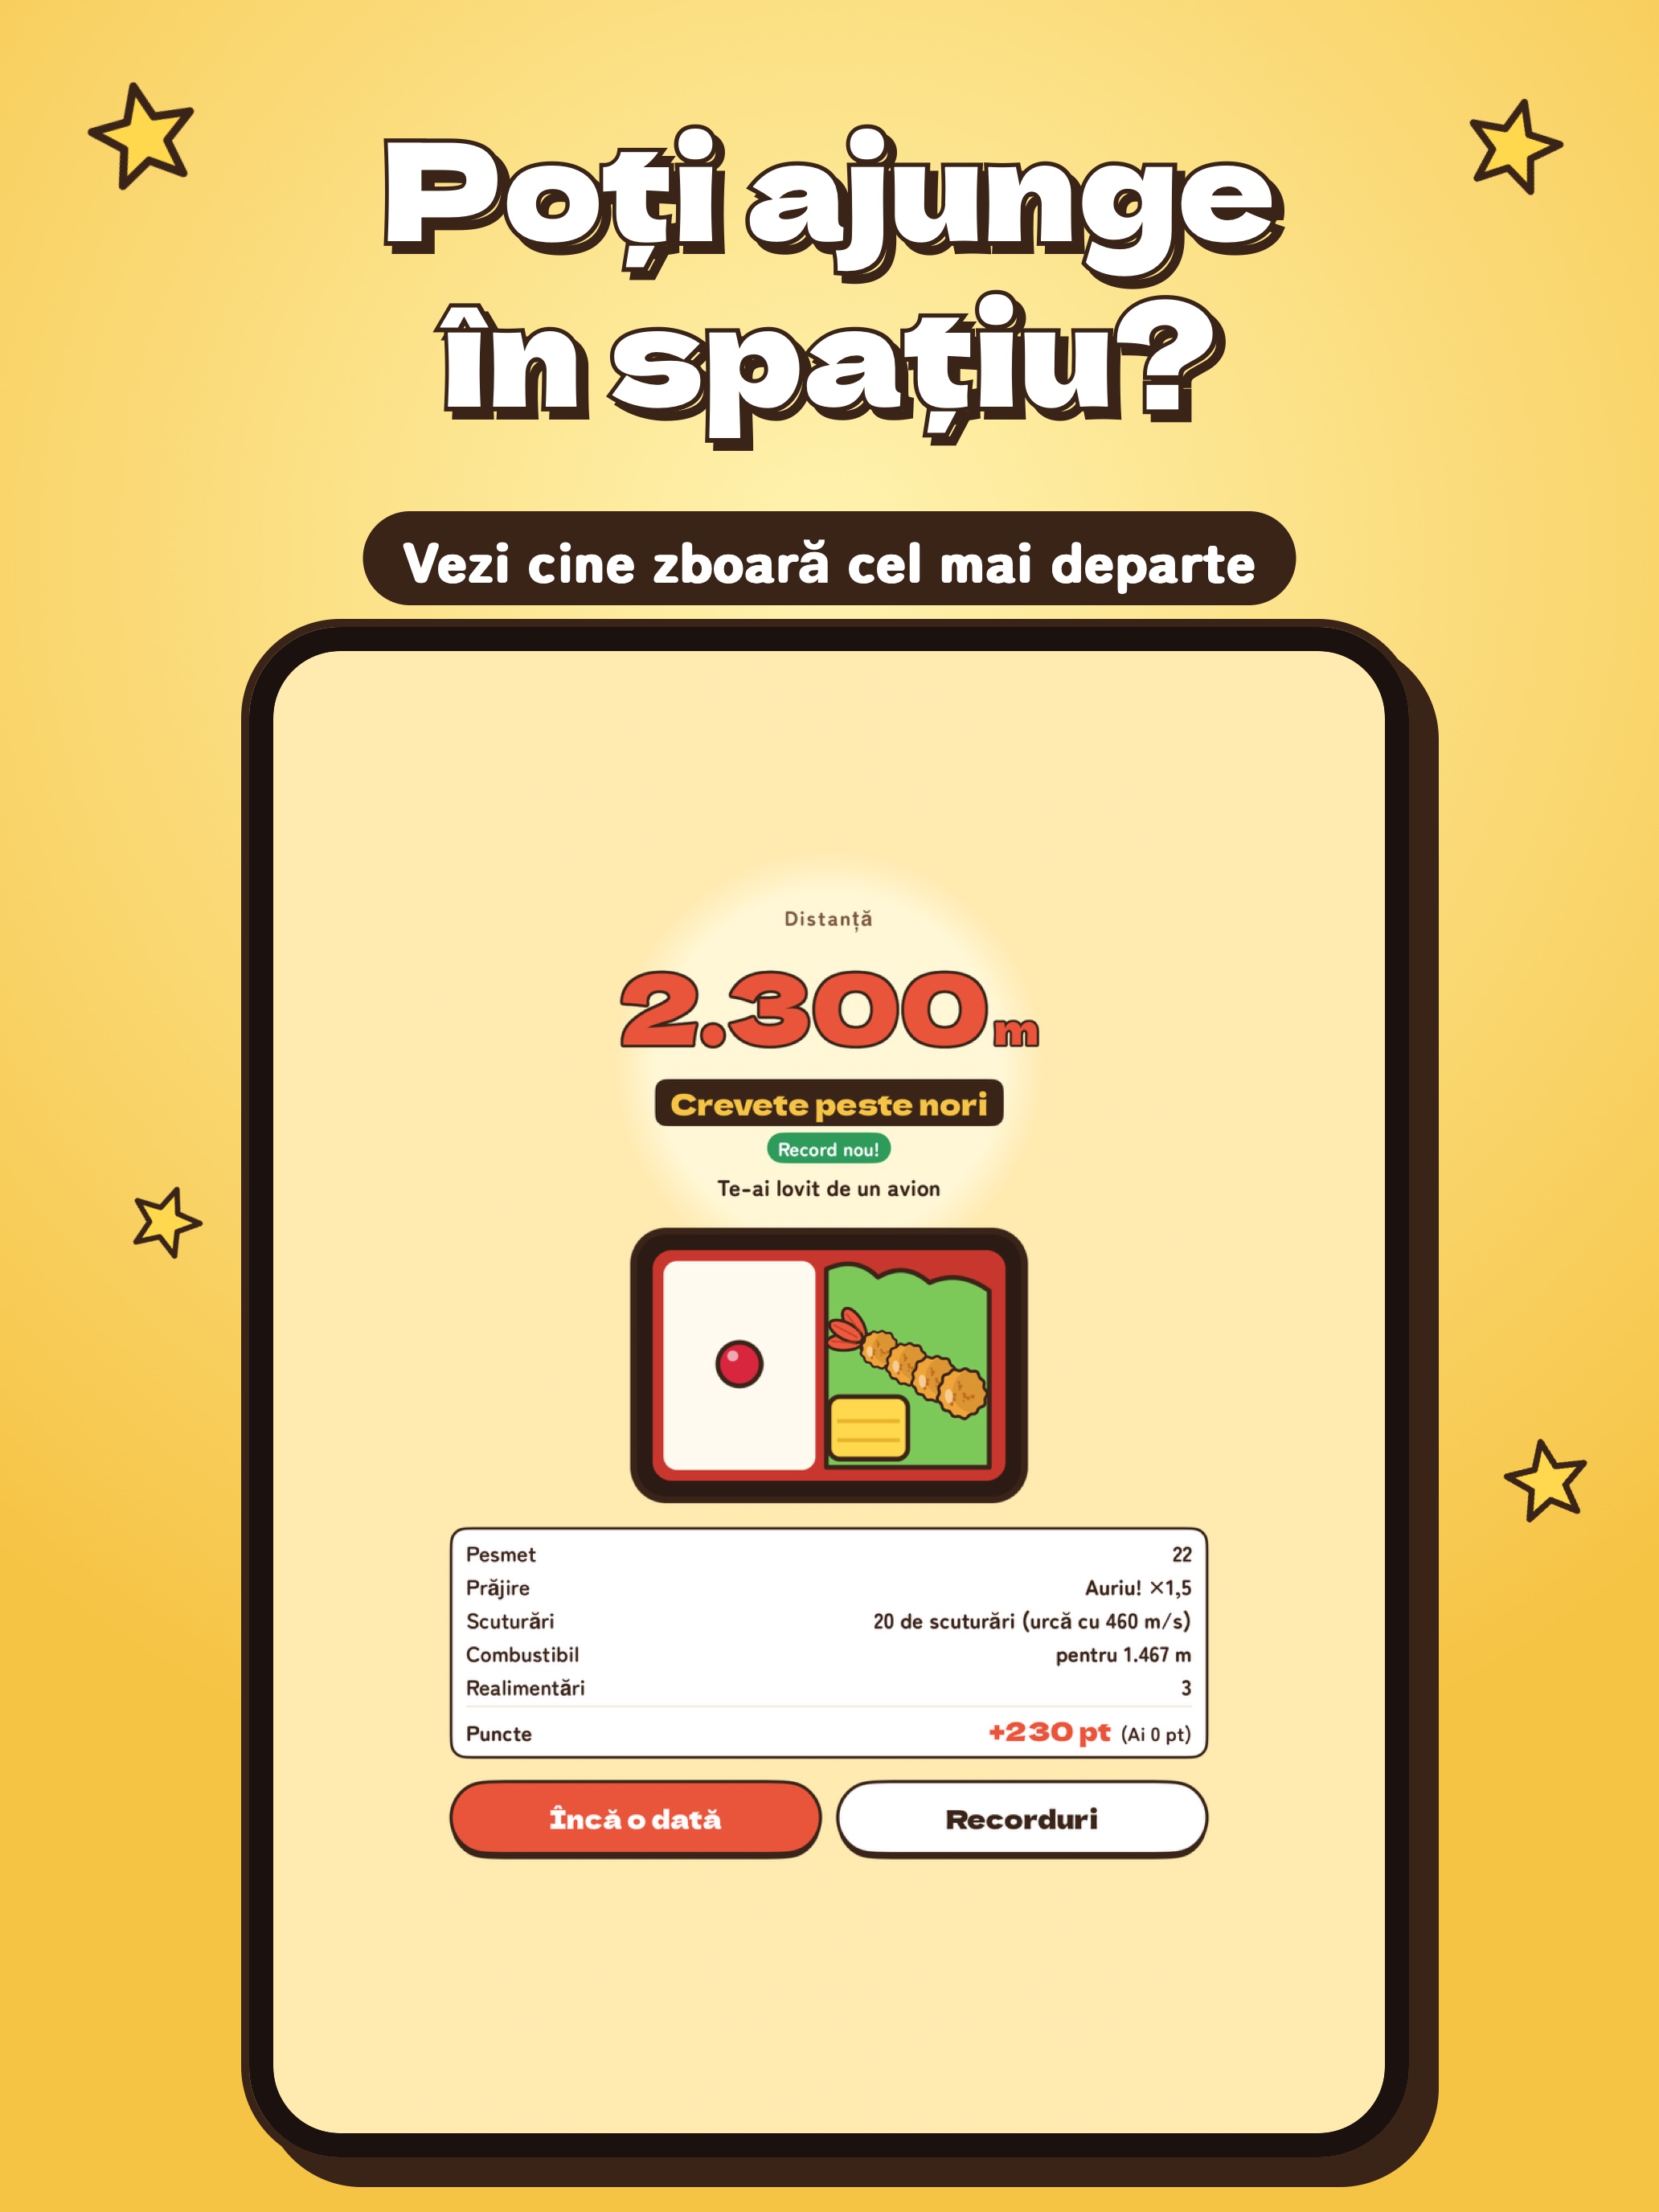 Poți ajunge
în spațiu?
Vezi cine zboară cel mai departe
Distanță
2.300 m
Crevete peste nori
Record nou!
Te-ai lovit de un avion
Pesmet 22
Prăjire Auriu! ×1,5
Scuturări 20 de scuturări (urcă cu 460 m/s)
Combustibil pentru 1.467 m
Realimentări 3
Puncte +230 pt (Ai 0 pt)
Încă o dată Recorduri